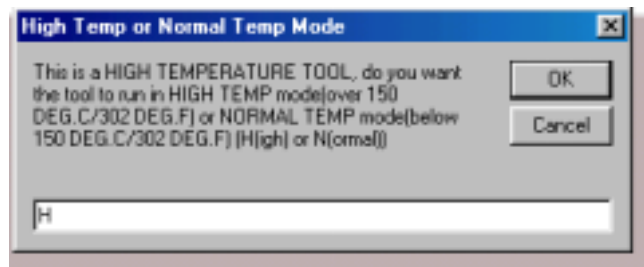 High Temp or Normal Temp Mode
This is a HIGH TEMPERATURE TOOL, do you want
the tool to run in HIGH TEMP mode(over 150
DEG.C/302 DEG.F) or NORMAL TEMP mode(below
150 DEG.C/302 DEG.F) (H(igh) or N(ormal))
OK
Cancel
H